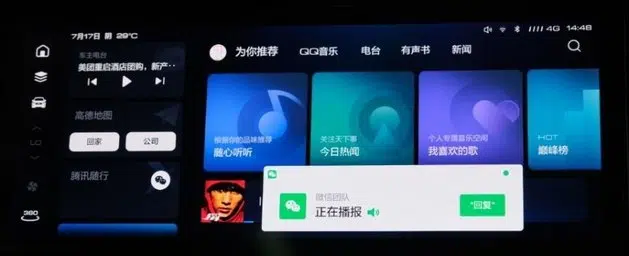 7月17日 阴 29℃
4G 14:48
车主电台
美团重启酒店团购，新产···
高德地图
回家
公司
腾讯随行
LO
360
为你推荐
QQ音乐
电台
有声书
新闻
根据你的品味推荐
随心听听
关注天下事
今日热闻
个人专属音乐空间
我喜欢的歌
HOT
巅峰榜
微信团队
正在播报
"回复"